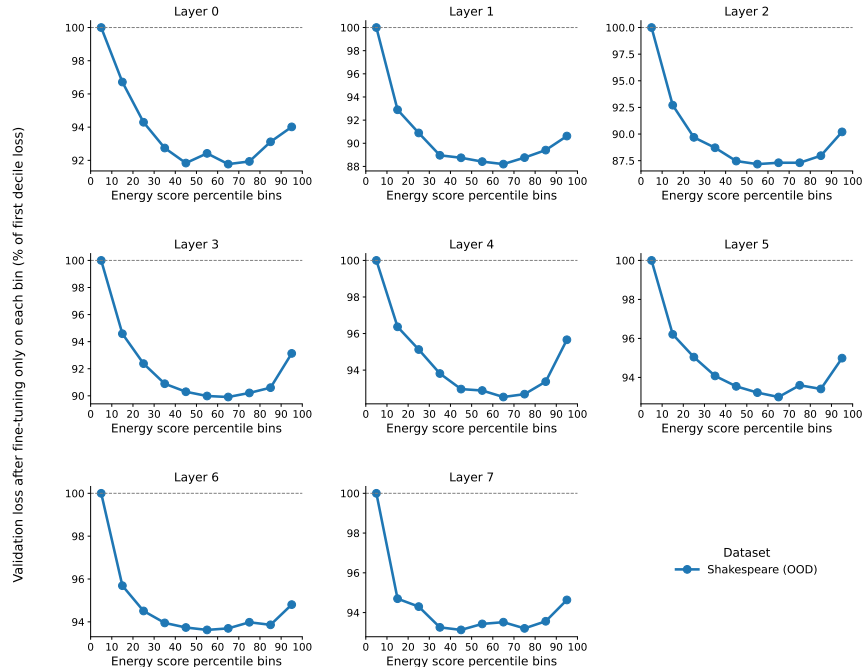 Validation loss after fine-tuning only on each bin (% of first decile loss)
Layer 0
100
98
96
94
92
0 10 20 30 40 50 60 70 80 90 100
Energy score percentile bins
Layer 1
100
98
96
94
92
90
88
0 10 20 30 40 50 60 70 80 90 100
Energy score percentile bins
Layer 2
100.0
97.5
95.0
92.5
90.0
87.5
0 10 20 30 40 50 60 70 80 90 100
Energy score percentile bins
Layer 3
100
98
96
94
92
90
0 10 20 30 40 50 60 70 80 90 100
Energy score percentile bins
Layer 4
100
98
96
94
0 10 20 30 40 50 60 70 80 90 100
Energy score percentile bins
Layer 5
100
98
96
94
0 10 20 30 40 50 60 70 80 90 100
Energy score percentile bins
Layer 6
100
98
96
94
0 10 20 30 40 50 60 70 80 90 100
Energy score percentile bins
Layer 7
100
98
96
94
0 10 20 30 40 50 60 70 80 90 100
Energy score percentile bins
Dataset
Shakespeare (OOD)